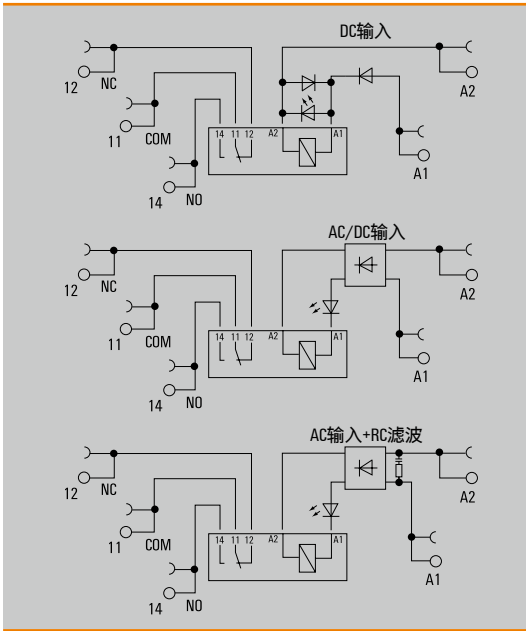 DC输入
12 NC A2
11 COM
14 11 12 A2 A1
A1
14 NO
AC/DC输入
12 NC A2
11 COM
14 11 12 A2 A1
A1
14 NO
AC输入+RC滤波
12 NC A2
11 COM
14 11 12 A2 A1
A1
14 NO